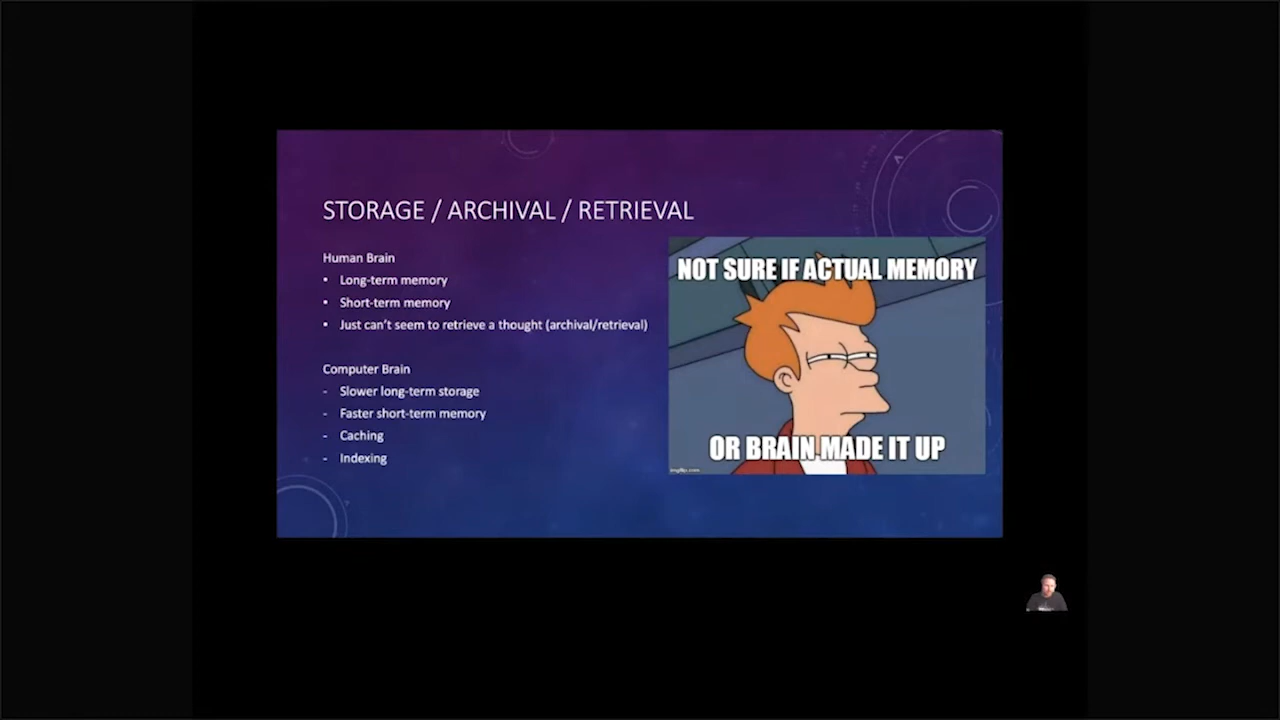 STORAGE / ARCHIVAL / RETRIEVAL
Human Brain
▪ Long-term memory
▪ Short-term memory
▪ Just can't seem to retrieve a thought (archival/retrieval)
Computer Brain
- Slower long-term storage
- Faster short-term memory
- Caching
- Indexing
NOT SURE IF ACTUAL MEMORY
OR BRAIN MADE IT UP
imgflip.com